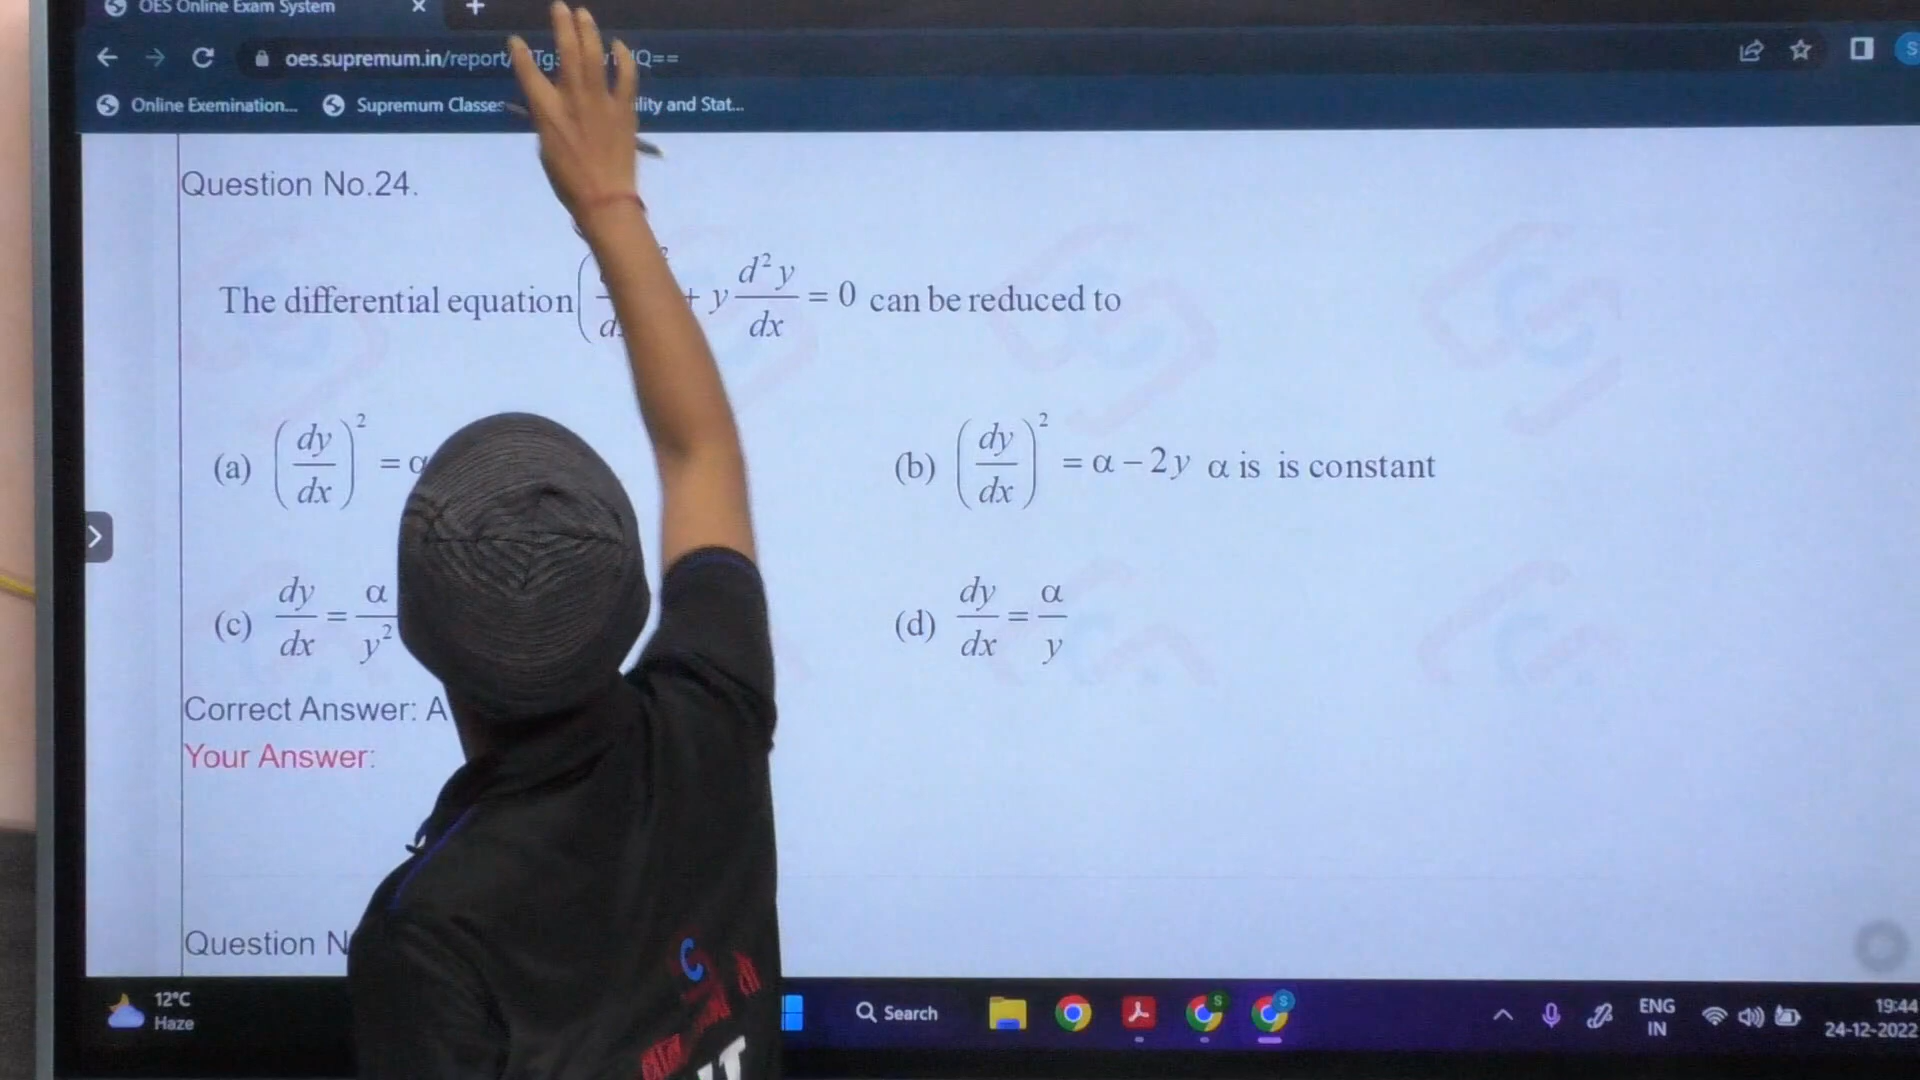 OES Online Exam System
oes.supremum.in/report/ Q==
Online Exemination... Supremum Classes ility and Stat...
Question No.24.
The differential equation ( d 2 + y d²y/dx = 0 can be reduced to
(a) (dy/dx)² = α
(b) (dy/dx)² = α – 2y α is is constant
(c) dy/dx = α/y²
(d) dy/dx = α/y
Correct Answer: A
Your Answer:
Question N
12°C
Haze
Search
ENG
IN
19:44
24-12-2022